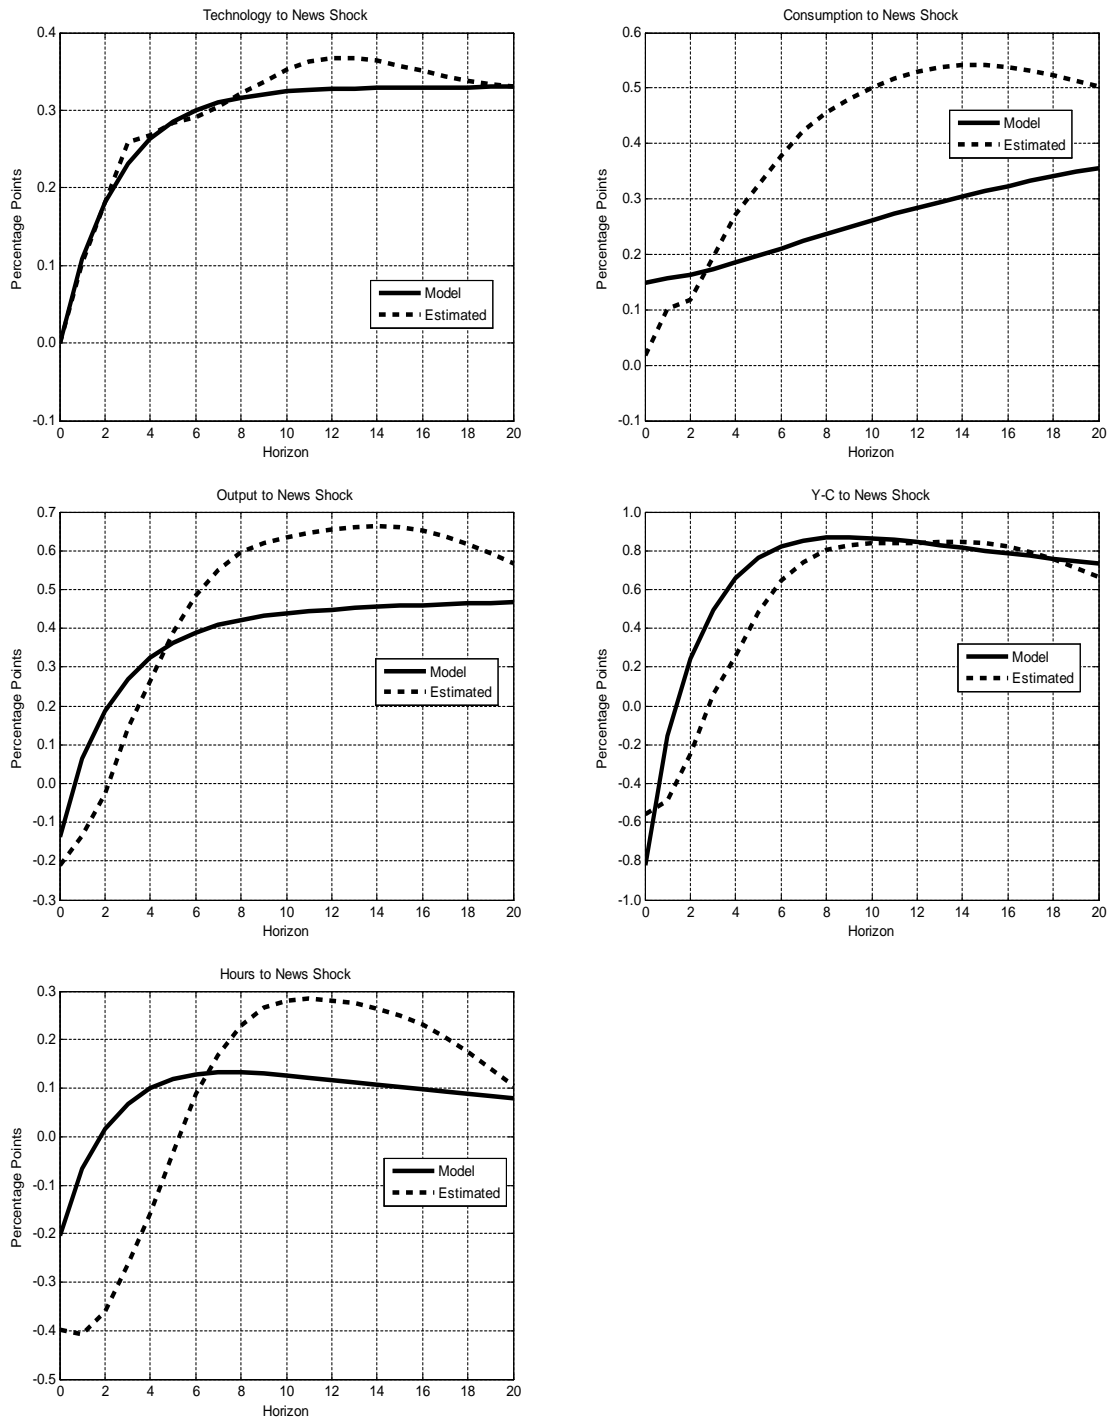 Technology to News Shock
0.4
0.3
0.2
0.1
0.0
-0.1
Percentage Points
Model
Estimated
0 2 4 6 8 10 12 14 16 18 20
Horizon
Consumption to News Shock
0.6
0.5
0.4
0.3
0.2
0.1
0.0
-0.1
Percentage Points
Model
Estimated
0 2 4 6 8 10 12 14 16 18 20
Horizon
Output to News Shock
0.7
0.6
0.5
0.4
0.3
0.2
0.1
0.0
-0.1
-0.2
-0.3
Percentage Points
Model
Estimated
0 2 4 6 8 10 12 14 16 18 20
Horizon
Y-C to News Shock
1.0
0.8
0.6
0.4
0.2
0.0
-0.2
-0.4
-0.6
-0.8
-1.0
Percentage Points
Model
Estimated
0 2 4 6 8 10 12 14 16 18 20
Horizon
Hours to News Shock
0.3
0.2
0.1
0.0
-0.1
-0.2
-0.3
-0.4
-0.5
Percentage Points
Model
Estimated
0 2 4 6 8 10 12 14 16 18 20
Horizon